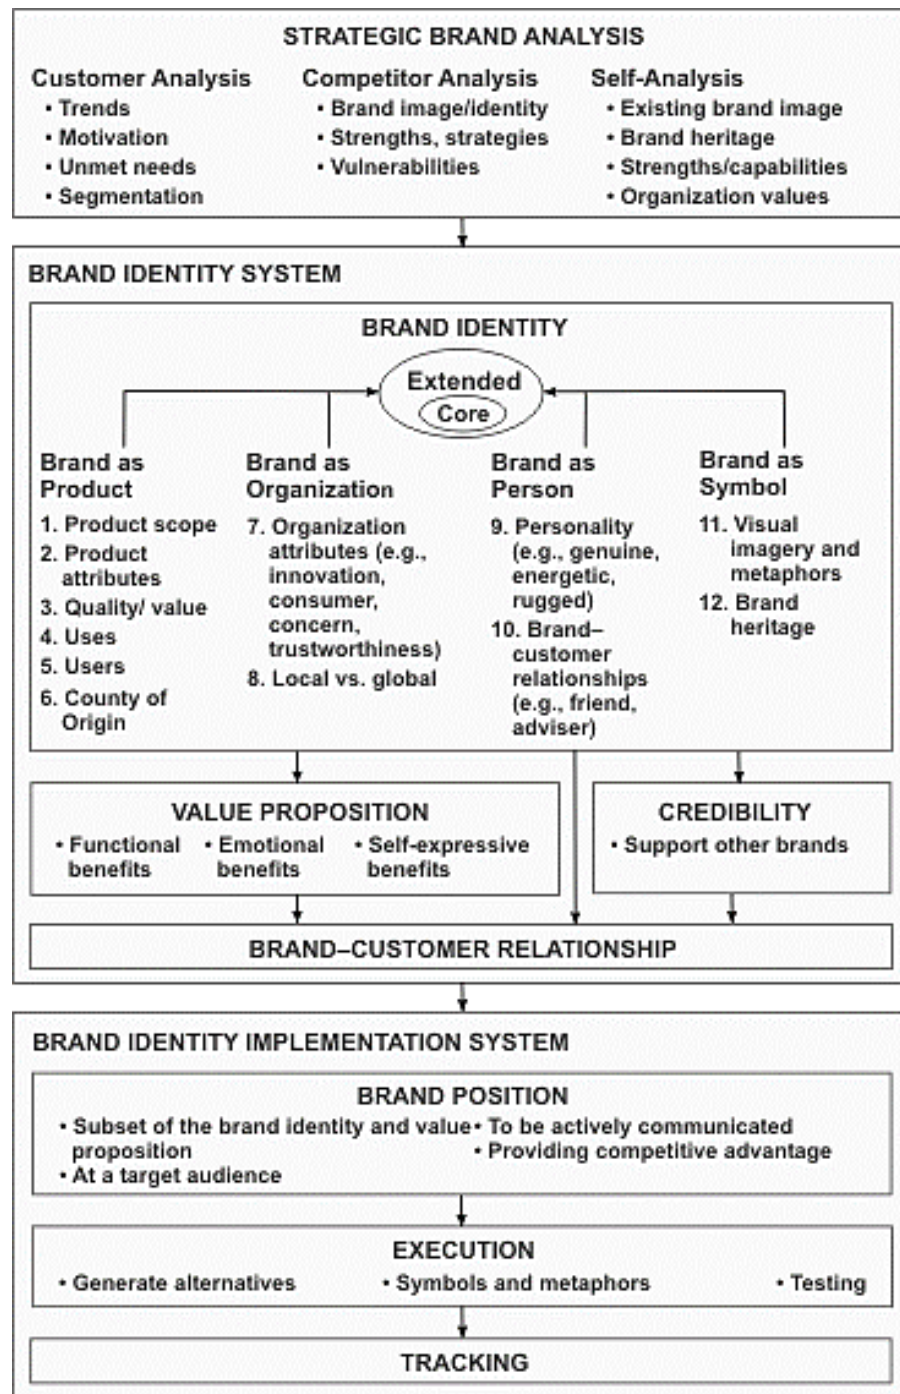 STRATEGIC BRAND ANALYSIS
Customer Analysis
• Trends
• Motivation
• Unmet needs
• Segmentation
Competitor Analysis
• Brand image/identity
• Strengths, strategies
• Vulnerabilities
Self-Analysis
• Existing brand image
• Brand heritage
• Strengths/capabilities
• Organization values
BRAND IDENTITY SYSTEM
BRAND IDENTITY
Extended
Core
Brand as
Product
1. Product scope
2. Product
attributes
3. Quality/ value
4. Uses
5. Users
6. County of
Origin
Brand as
Organization
7. Organization
attributes (e.g.,
innovation,
consumer,
concern,
trustworthiness)
8. Local vs. global
Brand as
Person
9. Personality
(e.g., genuine,
energetic,
rugged)
10. Brand–
customer
relationships
(e.g., friend,
adviser)
Brand as
Symbol
11. Visual
imagery and
metaphors
12. Brand
heritage
VALUE PROPOSITION
• Functional
benefits
• Emotional
benefits
• Self-expressive
benefits
CREDIBILITY
• Support other brands
BRAND–CUSTOMER RELATIONSHIP
BRAND IDENTITY IMPLEMENTATION SYSTEM
BRAND POSITION
• Subset of the brand identity and value
proposition
• At a target audience
• To be actively communicated
• Providing competitive advantage
EXECUTION
• Generate alternatives
• Symbols and metaphors
• Testing
TRACKING